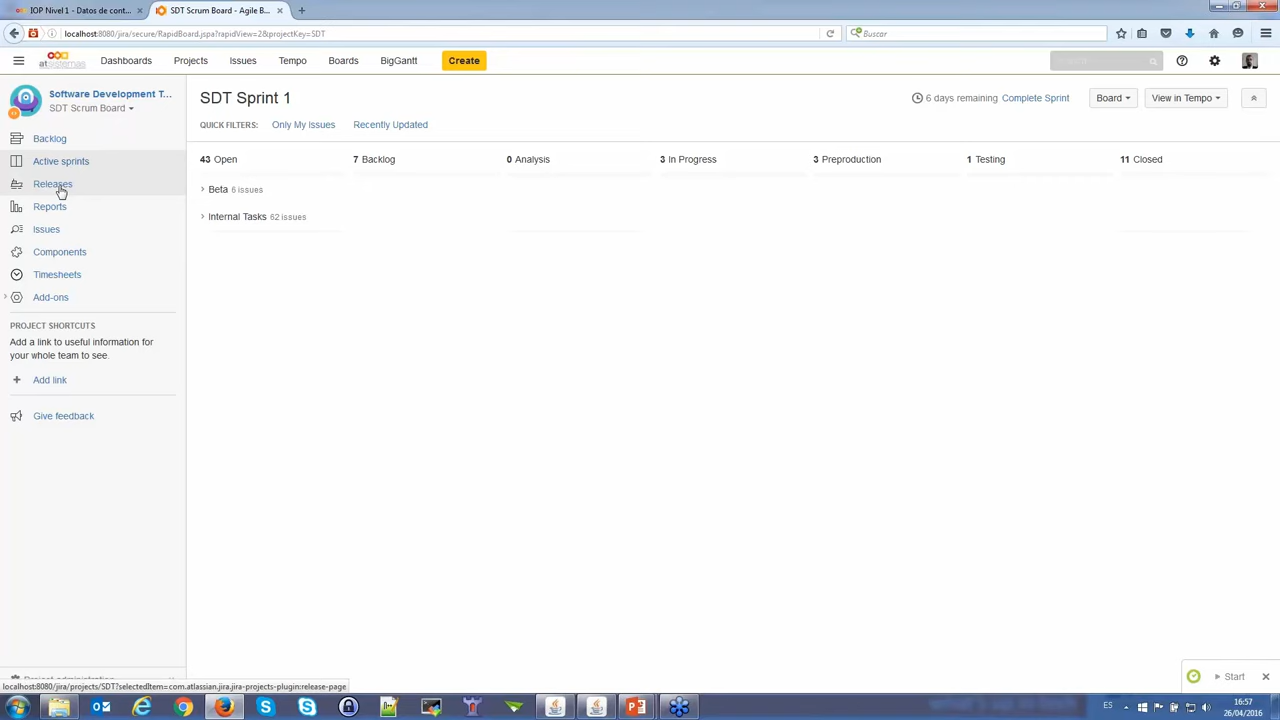 IOP Nivel 1 - Datos de cont...
SDT Scrum Board - Agile B...
localhost:8080/jira/secure/RapidBoard.jspa?rapidView=2&projectKey=SDT
Buscar
atsistemas
Dashboards
Projects
Issues
Tempo
Boards
BigGantt
Create
Software Development T...
SDT Scrum Board
Backlog
Active sprints
Releases
Reports
Issues
Components
Timesheets
Add-ons
PROJECT SHORTCUTS
Add a link to useful information for
your whole team to see.
Add link
Give feedback
SDT Sprint 1
6 days remaining
Complete Sprint
Board
View in Tempo
QUICK FILTERS:
Only My Issues
Recently Updated
43 Open
7 Backlog
0 Analysis
3 In Progress
3 Preproduction
1 Testing
11 Closed
Beta 6 issues
Internal Tasks 62 issues
Project administration
localhost:8080/jira/projects/SDT?selectedItem=com.atlassian.jira.jira-projects-plugin:release-page
Start
ES
16:57
26/04/2016